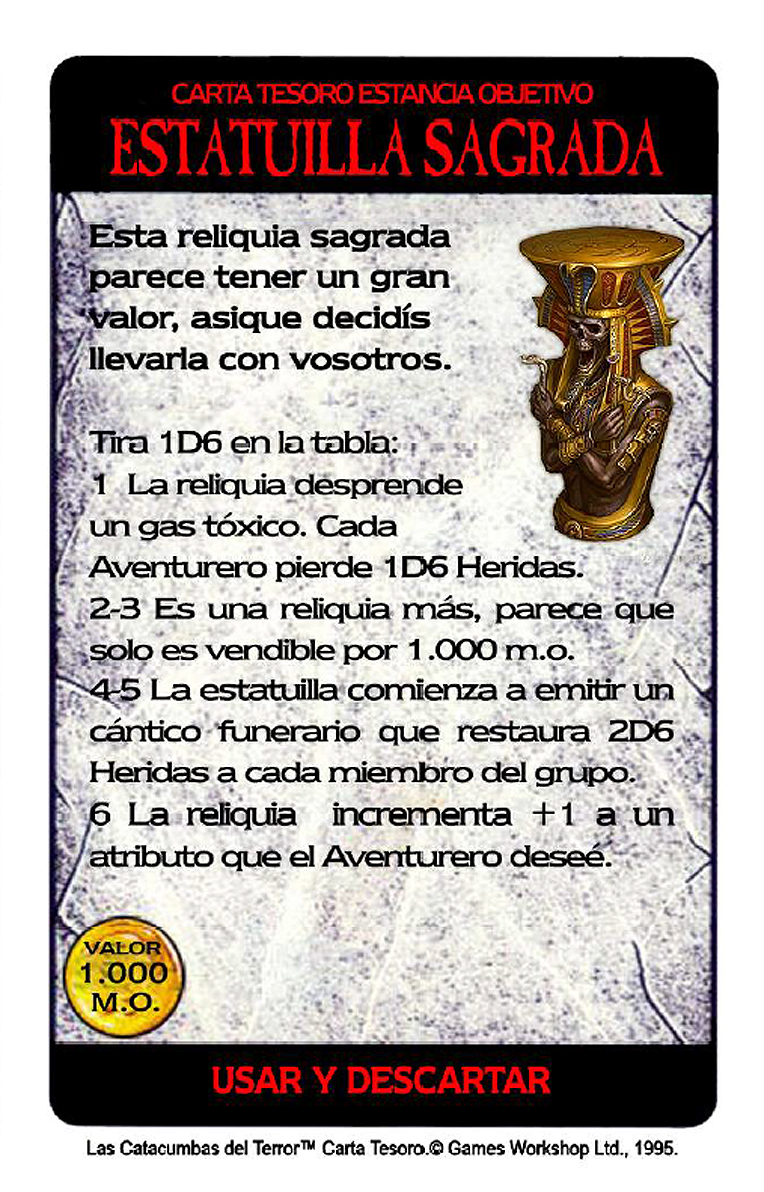 CARTA TESORO ESTANCIA OBJETIVO
ESTATUILLA SAGRADA
Esta reliquia sagrada
parece tener un gran
valor, asique decidís
llevarla con vosotros.
Tira 1D6 en la tabla:
1 La reliquia desprende
un gas tóxico. Cada
Aventurero pierde 1D6 Heridas.
2-3 Es una reliquia más, parece que
solo es vendible por 1.000 m.o.
4-5 La estatuilla comienza a emitir un
cántico funerario que restaura 2D6
Heridas a cada miembro del grupo.
6 La reliquia incrementa +1 a un
atributo que el Aventurero deseé.
VALOR
1.000
M.O.
USAR Y DESCARTAR
Las Catacumbas del Terror™ Carta Tesoro.© Games Workshop Ltd., 1995.